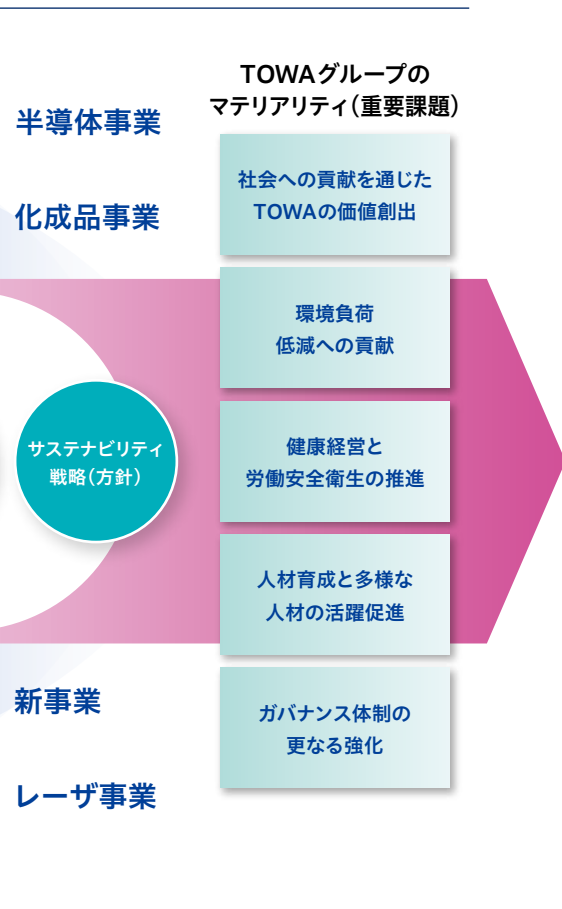 半導体事業
化成品事業
サステナビリティ
戦略(方針)
新事業
レーザ事業
TOWAグループの
マテリアリティ(重要課題)
社会への貢献を通じた
TOWAの価値創出
環境負荷
低減への貢献
健康経営と
労働安全衛生の推進
人材育成と多様な
人材の活躍促進
ガバナンス体制の
更なる強化